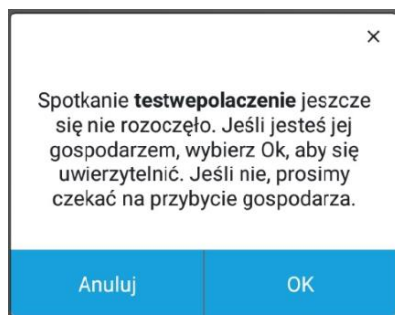 ×
Spotkanie testwepolaczenie jeszcze
się nie rozoczęło. Jeśli jesteś jej
gospodarzem, wybierz Ok, aby się
uwierzytelnić. Jeśli nie, prosimy
czekać na przybycie gospodarza.
Anuluj OK